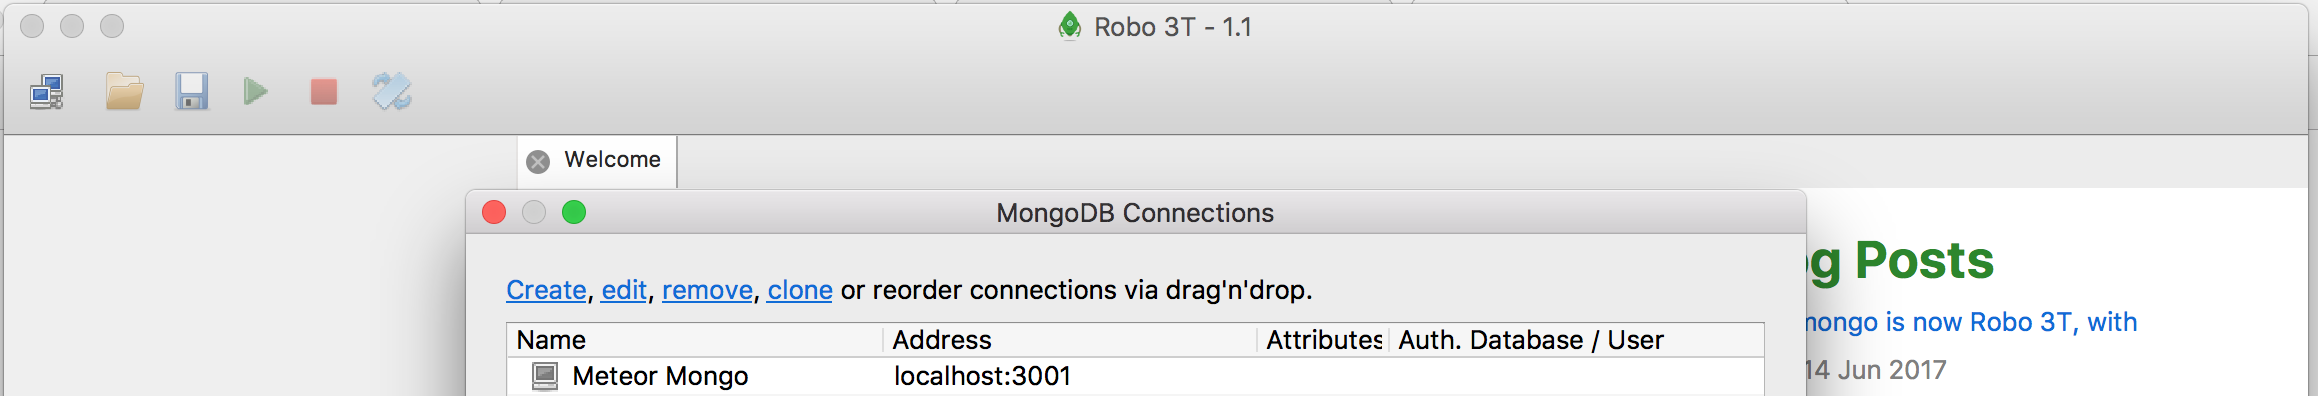 Robo 3T - 1.1
Welcome
MongoDB Connections
Create, edit, remove, clone or reorder connections via drag'n'drop.
Name Address Attributes Auth. Database / User
Meteor Mongo localhost:3001
Posts
is now Robo 3T, with
14 Jun 2017